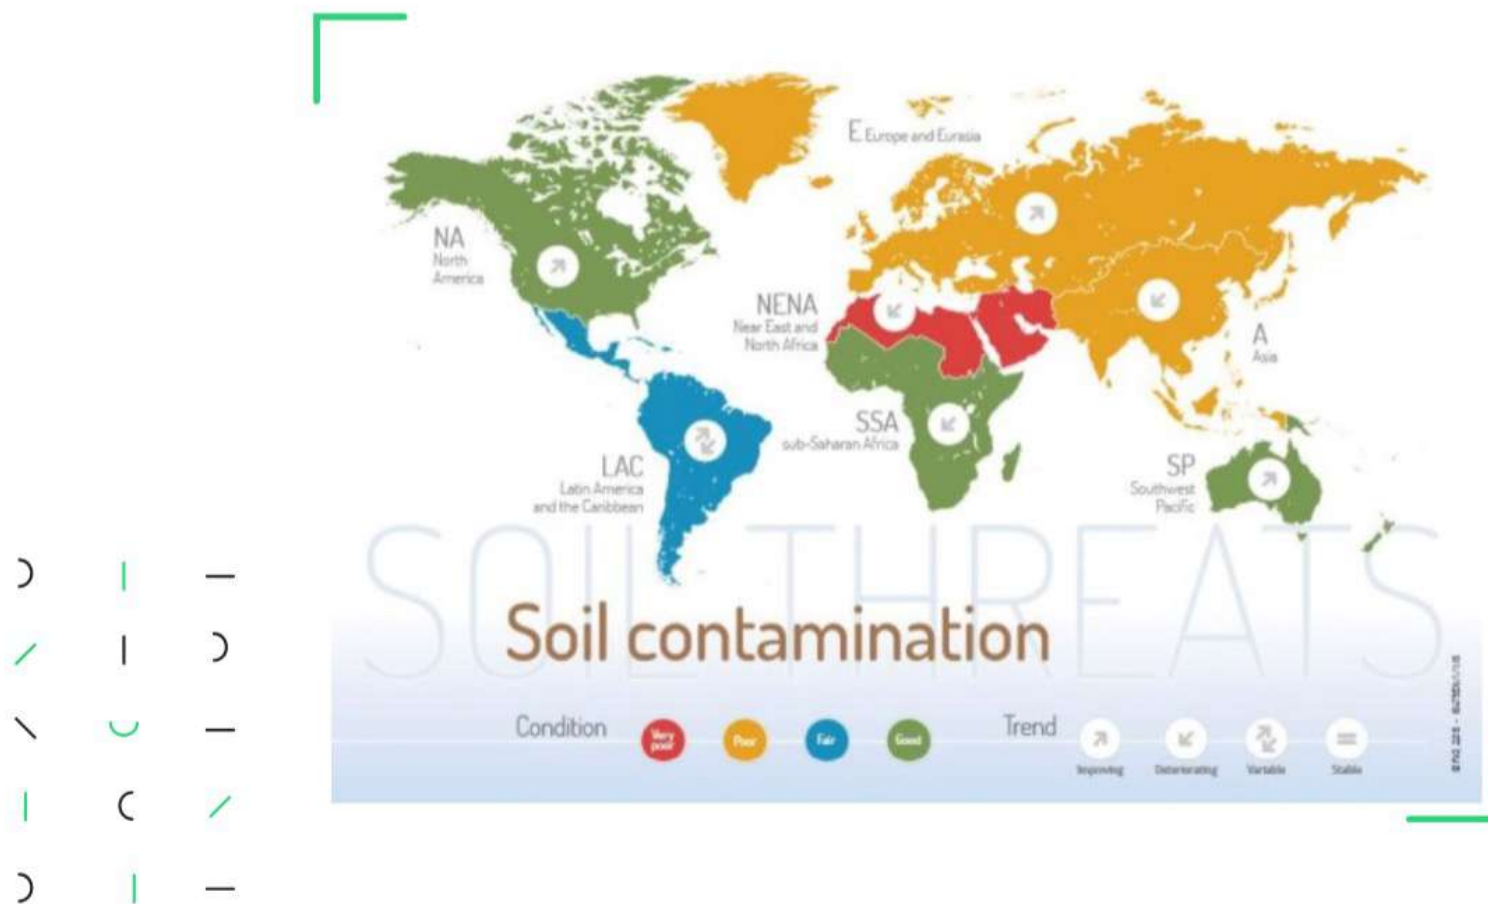 E Europe and Eurasia
NA
North
America
NENA
Near East and
North Africa
A
Asia
SSA
sub-Saharan Africa
SP
Southwest
Pacific
LAC
Latin America
and the Caribbean
SOIL THREATS
Soil contamination
Condition
Very
poor
Poor
Fair
Good
Trend
Improving
Deteriorating
Variable
Stable